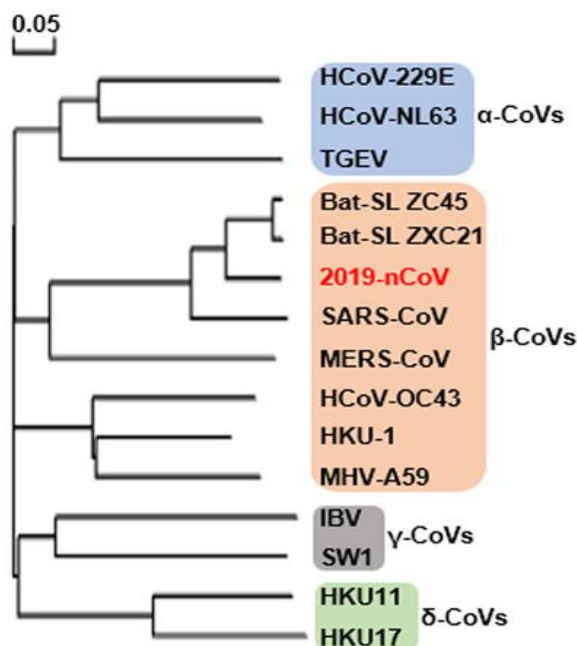 0.05
HCoV-229E
HCoV-NL63
α-CoVs
TGEV
Bat-SL ZC45
Bat-SL ZXC21
2019-nCoV
SARS-CoV
β-CoVs
MERS-CoV
HCoV-OC43
HKU-1
MHV-A59
IBV
γ-CoVs
SW1
HKU11
δ-CoVs
HKU17